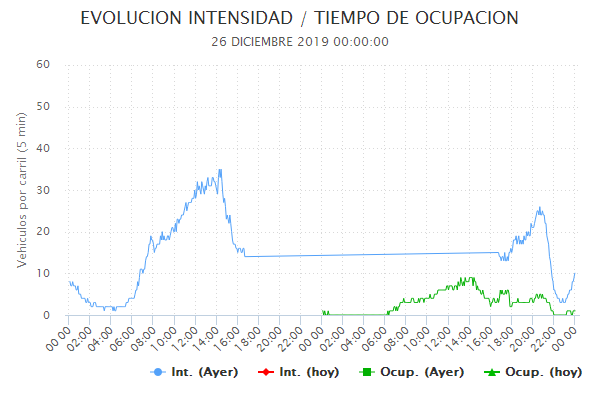 EVOLUCION INTENSIDAD / TIEMPO DE OCUPACION
26 DICIEMBRE 2019 00:00:00
Vehiculos por carril (5 min)
60
50
40
30
20
10
0
00:00 02:00 04:00 06:00 08:00 10:00 12:00 14:00 16:00 18:00 20:00 22:00 00:00 02:00 04:00 06:00 08:00 10:00 12:00 14:00 16:00 18:00 20:00 22:00 00:00
Int. (Ayer) Int. (hoy) Ocup. (Ayer) Ocup. (hoy)